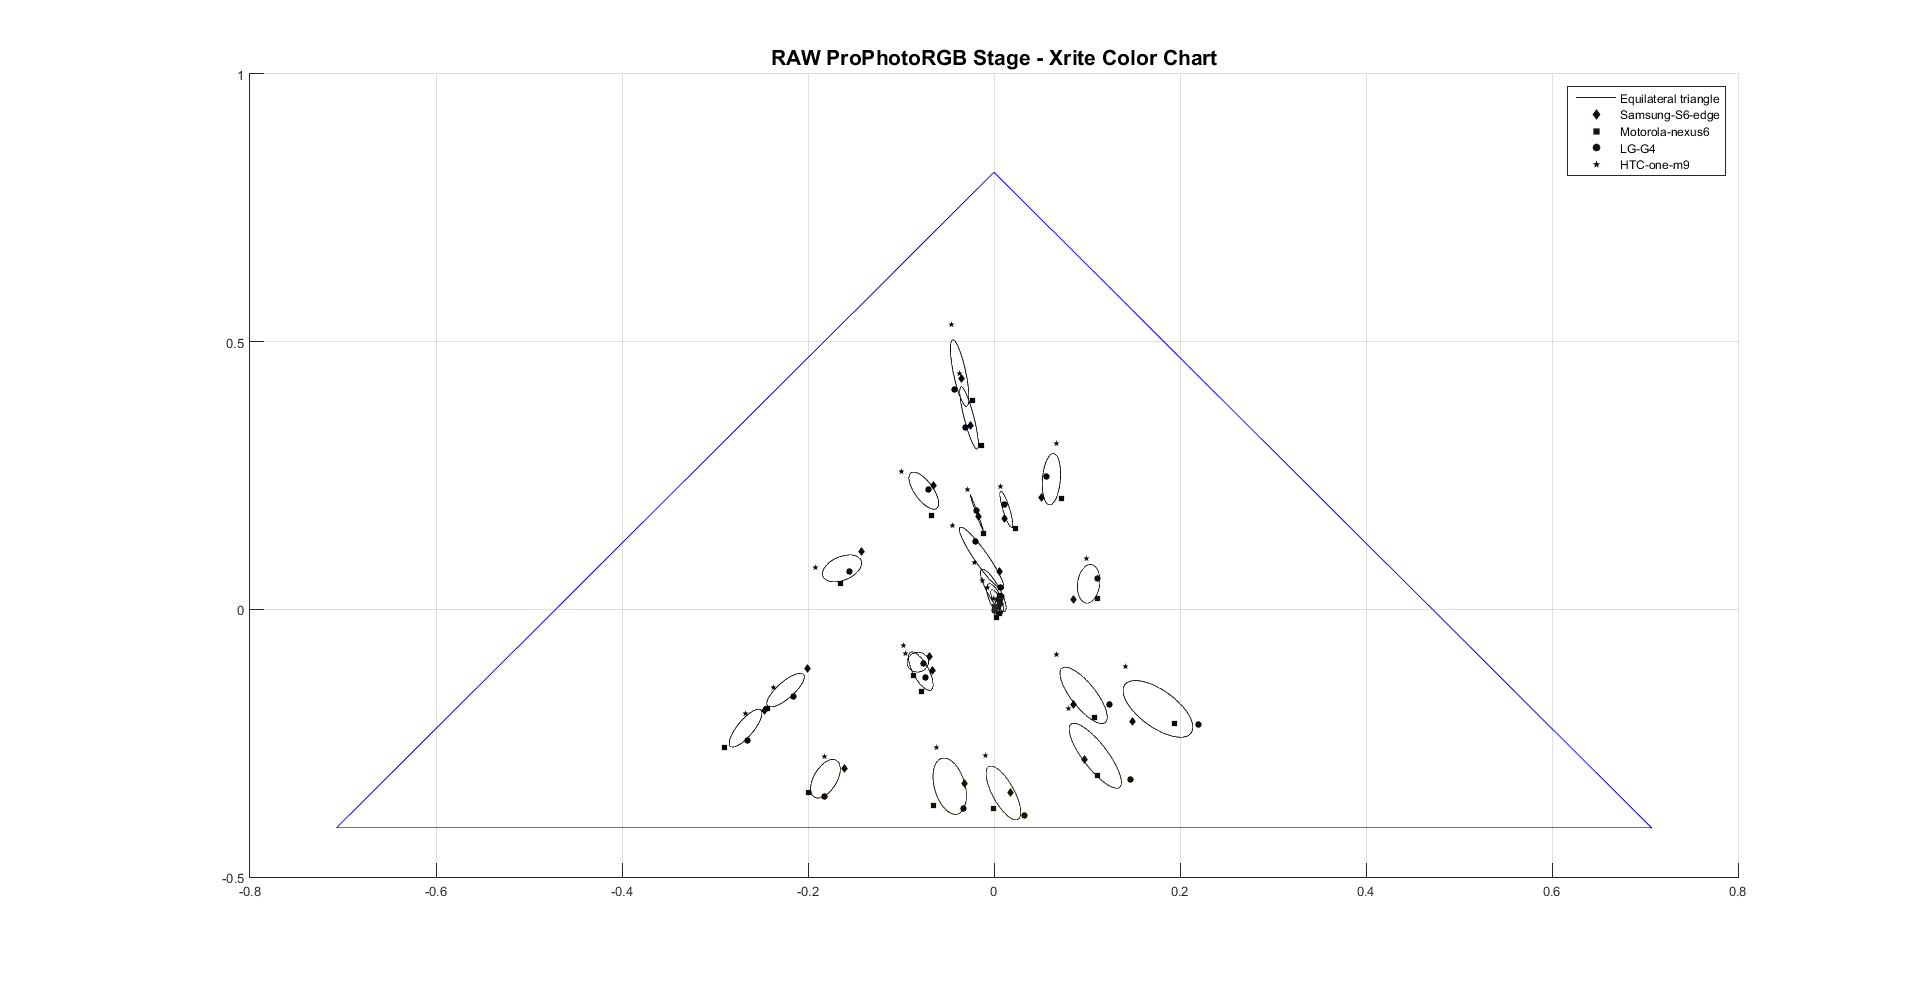 RAW ProPhotoRGB Stage - Xrite Color Chart
Equilateral triangle
Samsung-S6-edge
Motorola-nexus6
LG-G4
HTC-one-m9
1
0.5
0
-0.5
-0.8 -0.6 -0.4 -0.2 0 0.2 0.4 0.6 0.8